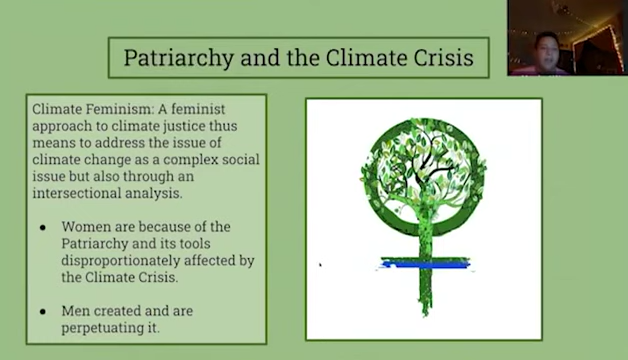 Patriarchy and the Climate Crisis
Climate Feminism: A feminist
approach to climate justice thus
means to address the issue of
climate change as a complex social
issue but also through an
intersectional analysis.
● Women are because of the
Patriarchy and its tools
disproportionately affected by
the Climate Crisis.
● Men created and are
perpetuating it.